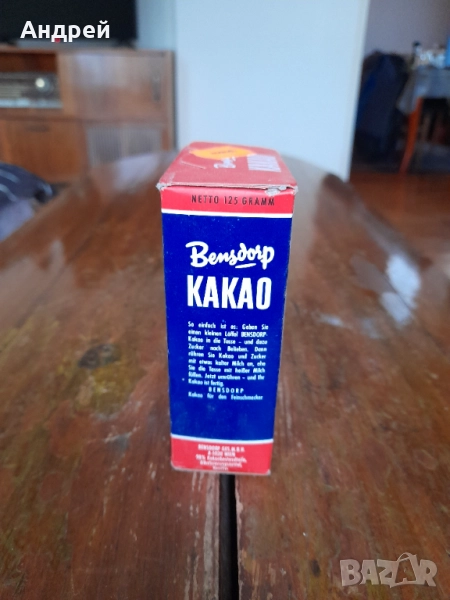 Андрей
NETTO 125 GRAMM
Bensdorp
KAKAO
So einfach ist es. Geben Sie
einen kleinen Löffel BENSDORP-
Kakao in die Tasse - und dazu
Zucker nach Belieben. Dann
rühren Sie Kakao und Zucker
mit etwas kalter Milch an, ehe
Sie die Tasse mit heißer Milch
füllen. Jetzt umrühren - und Ihr
Kakao ist fertig.
BENSDORP
Kakao für den Feinschmecker
BENSDORP GES.M.B.H.
WIEN
BAZAR